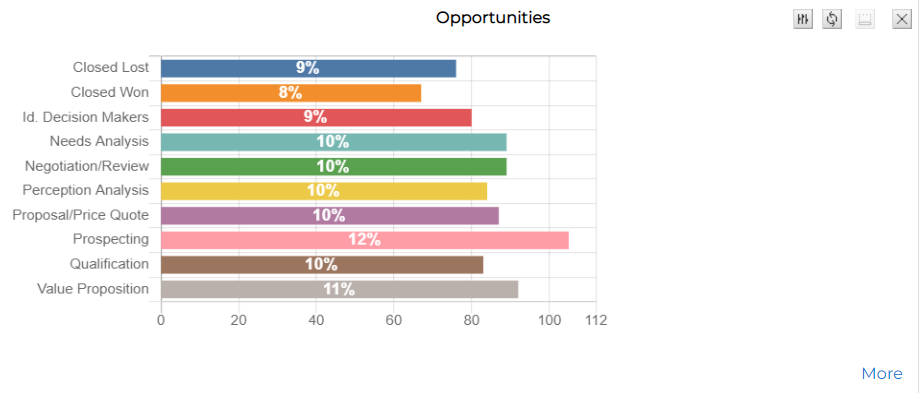 Opportunities
Closed Lost 9%
Closed Won 8%
Id. Decision Makers 9%
Needs Analysis 10%
Negotiation/Review 10%
Perception Analysis 10%
Proposal/Price Quote 10%
Prospecting 12%
Qualification 10%
Value Proposition 11%
0 20 40 60 80 100 112
More